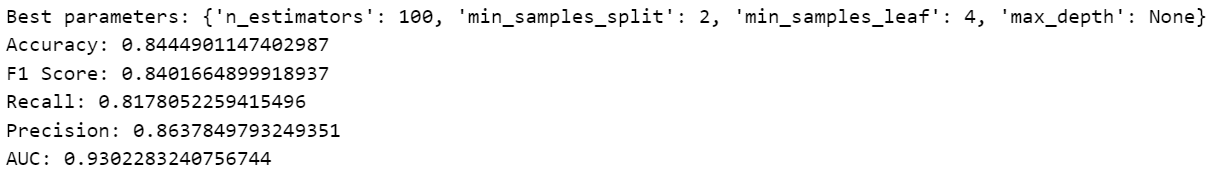 Best parameters: {'n_estimators': 100, 'min_samples_split': 2, 'min_samples_leaf': 4, 'max_depth': None}
Accuracy: 0.8444901147402987
F1 Score: 0.8401664899918937
Recall: 0.8178052259415496
Precision: 0.8637849793249351
AUC: 0.9302283240756744